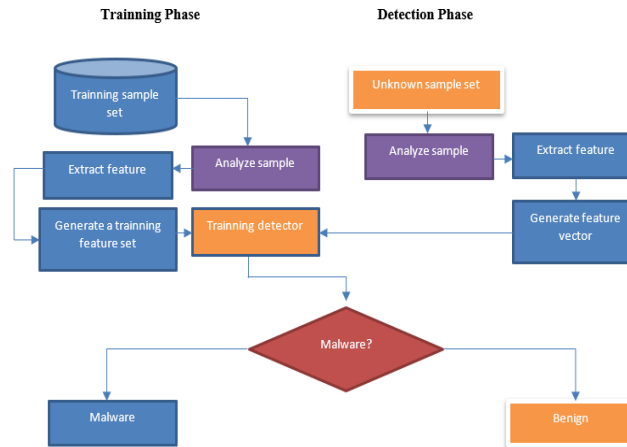 Trainning Phase
Detection Phase
Trainning sample
set
Unknown sample set
Analyze sample
Extract feature
Analyze sample
Extract feature
Generate a trainning
feature set
Trainning detector
Generate feature
vector
Malware?
Malware
Benign